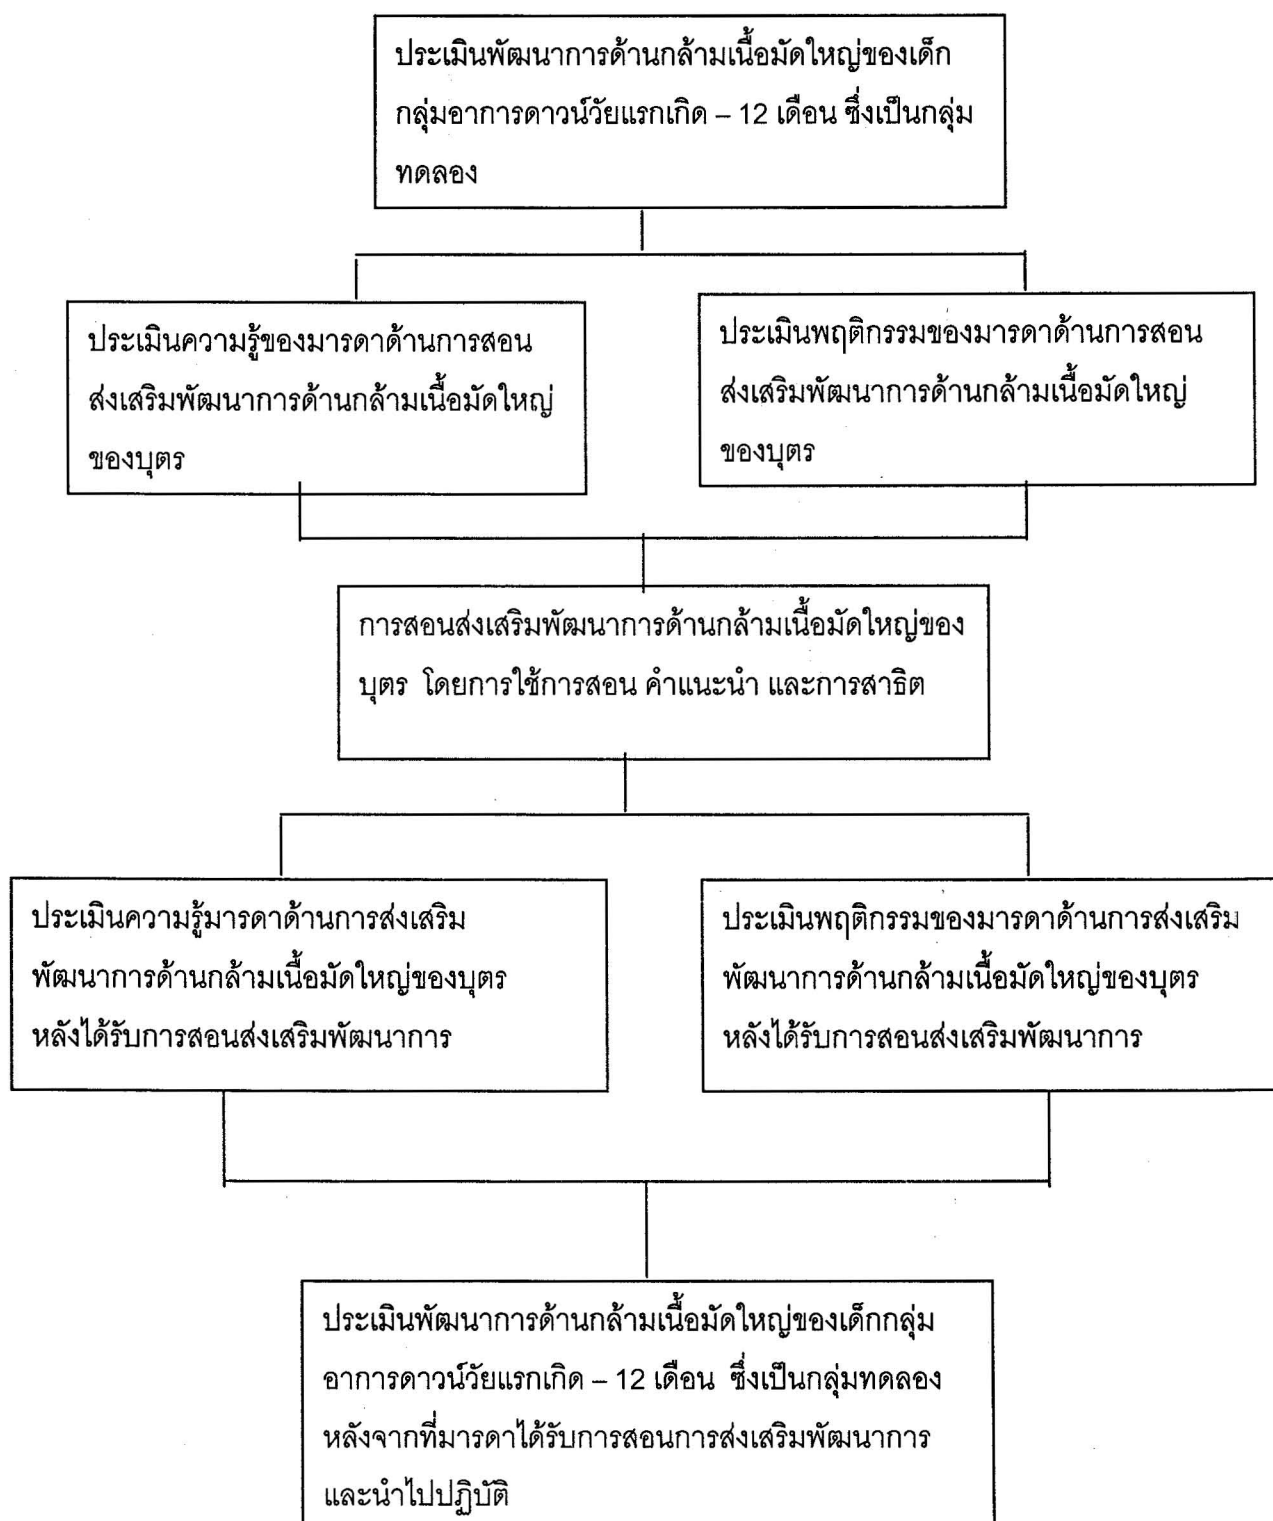 ประเมินพัฒนาการด้านกล้ามเนื้อมัดใหญ่ของเด็ก
กลุ่มอาการดาวน์วัยแรกเกิด – 12 เดือน ซึ่งเป็นกลุ่ม
ทดลอง
ประเมินความรู้ของมารดาด้านการสอน
ส่งเสริมพัฒนาการด้านกล้ามเนื้อมัดใหญ่
ของบุตร
ประเมินพฤติกรรมของมารดาด้านการสอน
ส่งเสริมพัฒนาการด้านกล้ามเนื้อมัดใหญ่
ของบุตร
การสอนส่งเสริมพัฒนาการด้านกล้ามเนื้อมัดใหญ่ของ
บุตร โดยการใช้การสอน คำแนะนำ และการสาธิต
ประเมินความรู้มารดาด้านการส่งเสริม
พัฒนาการด้านกล้ามเนื้อมัดใหญ่ของบุตร
หลังได้รับการสอนส่งเสริมพัฒนาการ
ประเมินพฤติกรรมของมารดาด้านการส่งเสริม
พัฒนาการด้านกล้ามเนื้อมัดใหญ่ของบุตร
หลังได้รับการสอนส่งเสริมพัฒนาการ
ประเมินพัฒนาการด้านกล้ามเนื้อมัดใหญ่ของเด็กกลุ่ม
อาการดาวน์วัยแรกเกิด – 12 เดือน ซึ่งเป็นกลุ่มทดลอง
หลังจากที่มารดาได้รับการสอนการส่งเสริมพัฒนาการ
และนำไปปฏิบัติ